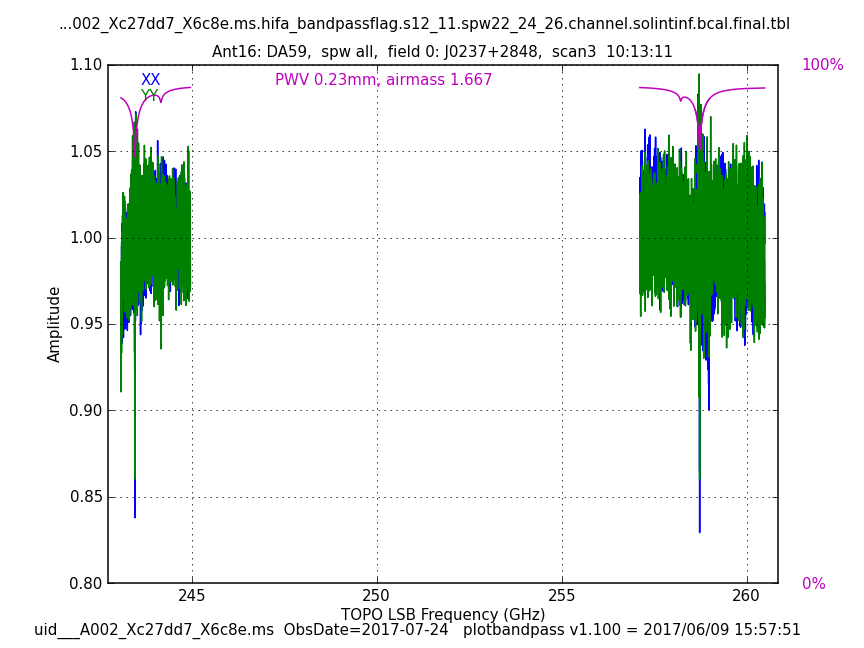 ...002_Xc27dd7_X6c8e.ms.hifa_bandpassflag.s12_11.spw22_24_26.channel.solintinf.bcal.final.tbl
Ant16: DA59, spw all, field 0: J0237+2848, scan3 10:13:11
1.10
XX
PWV 0.23mm, airmass 1.667
100%
YY
1.05
1.00
0.95
0.90
0.85
0.80
0%
Amplitude
245
250
255
260
TOPO LSB Frequency (GHz)
uid___A002_Xc27dd7_X6c8e.ms ObsDate=2017-07-24 plotbandpass v1.100 = 2017/06/09 15:57:51